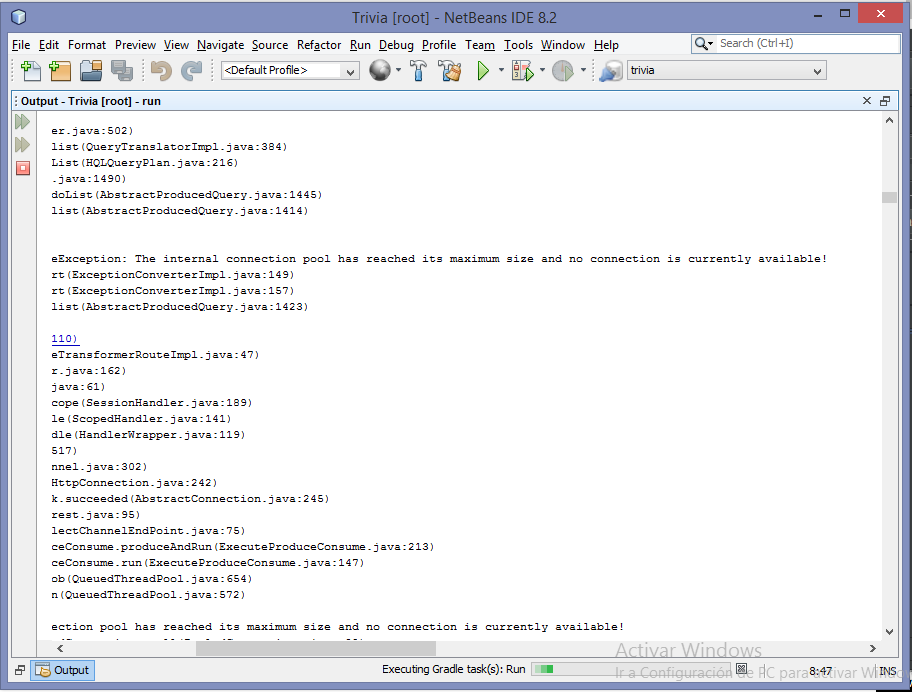 Trivia [root] - NetBeans IDE 8.2
File Edit Format Preview View Navigate Source Refactor Run Debug Profile Team Tools Window Help
Search (Ctrl+I)
<Default Profile>
trivia
Output - Trivia [root] - run
er.java:502)
list(QueryTranslatorImpl.java:384)
List(HQLQueryPlan.java:216)
.java:1490)
doList(AbstractProducedQuery.java:1445)
list(AbstractProducedQuery.java:1414)
eException: The internal connection pool has reached its maximum size and no connection is currently available!
rt(ExceptionConverterImpl.java:149)
rt(ExceptionConverterImpl.java:157)
list(AbstractProducedQuery.java:1423)
110)
eTransformerRouteImpl.java:47)
r.java:162)
java:61)
cope(SessionHandler.java:189)
le(ScopedHandler.java:141)
dle(HandlerWrapper.java:119)
517)
nnel.java:302)
HttpConnection.java:242)
k.succeeded(AbstractConnection.java:245)
rest.java:95)
lectChannelEndPoint.java:75)
ceConsume.produceAndRun(ExecuteProduceConsume.java:213)
ceConsume.run(ExecuteProduceConsume.java:147)
ob(QueuedThreadPool.java:654)
n(QueuedThreadPool.java:572)
ection pool has reached its maximum size and no connection is currently available!
Activar Windows
Ir a Configuración de PC para activar Windo
Output
Executing Gradle task(s): Run
8:47
INS